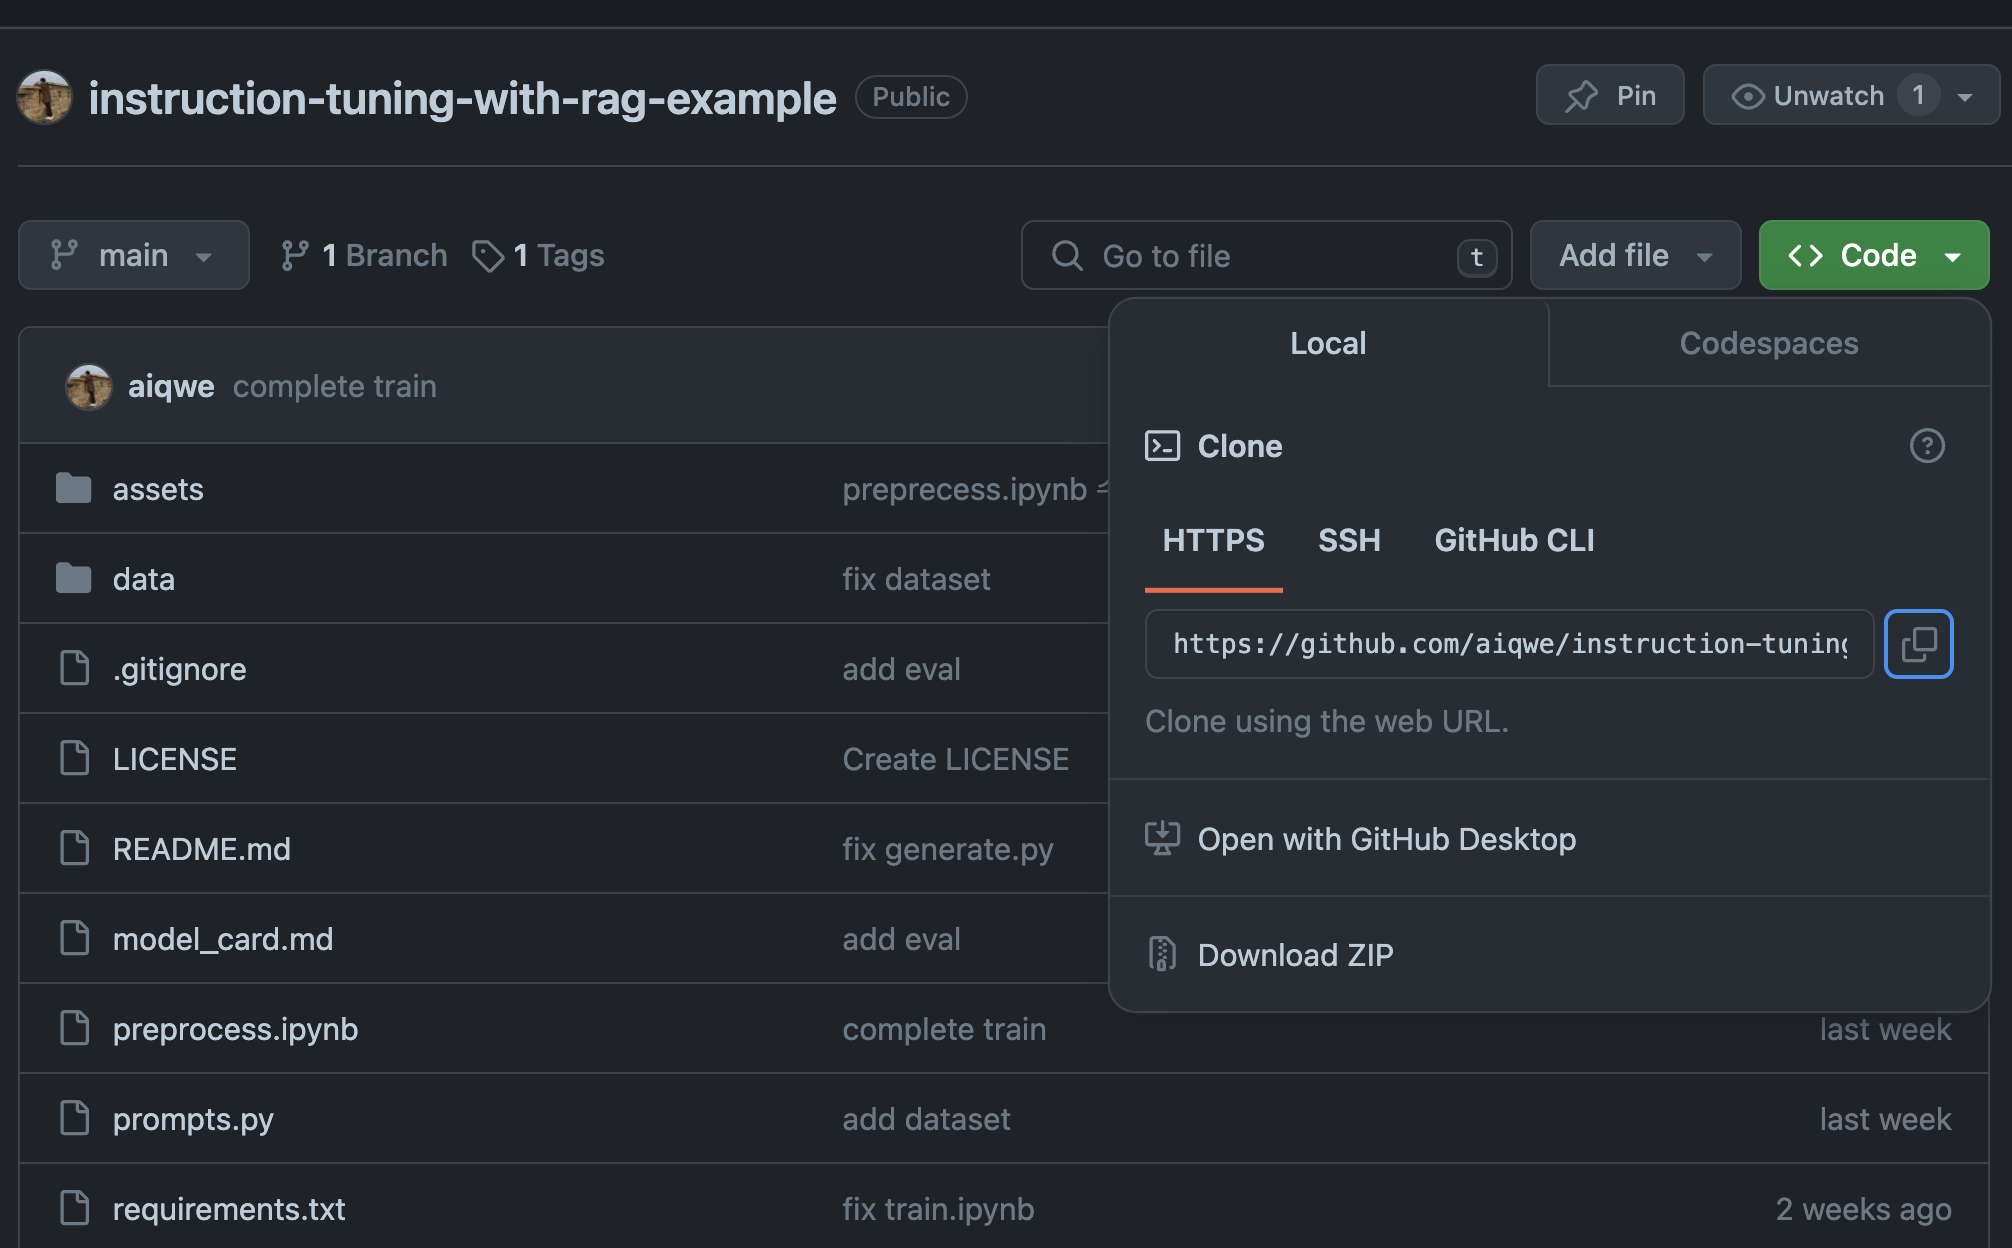 instruction-tuning-with-rag-example Public Pin Unwatch 1
main 1 Branch 1 Tags Go to file t Add file Code
Local Codespaces
aiqwe complete train
Clone
assets preprecess.ipynb
HTTPS SSH GitHub CLI
data fix dataset
https://github.com/aiqwe/instruction-tuning
.gitignore add eval
Clone using the web URL.
LICENSE Create LICENSE
README.md fix generate.py
Open with GitHub Desktop
model_card.md add eval
Download ZIP
preprocess.ipynb complete train last week
prompts.py add dataset last week
requirements.txt fix train.ipynb 2 weeks ago